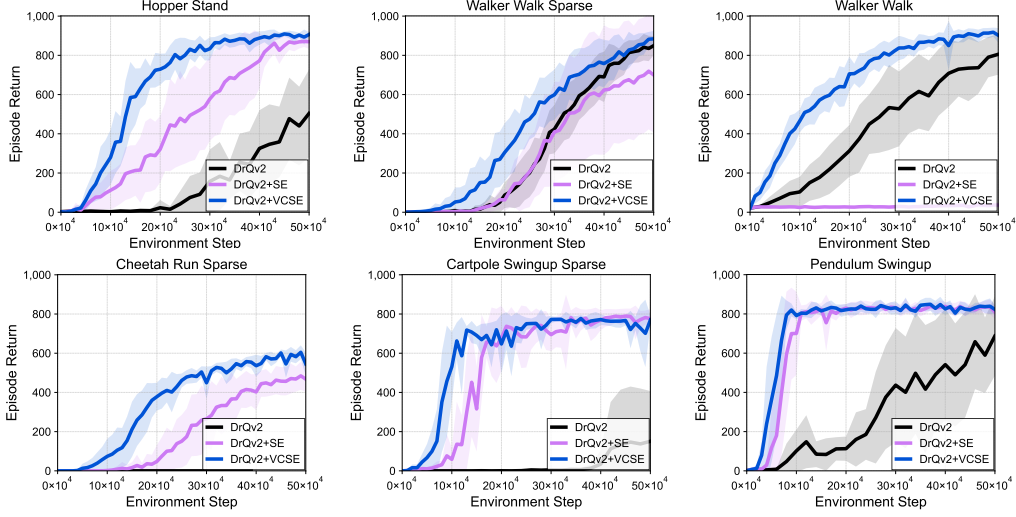 Hopper Stand
1,000
800
600
400
200
0
Episode Return
0×10⁴ 10×10⁴ 20×10⁴ 30×10⁴ 40×10⁴ 50×10⁴
Environment Step
DrQv2
DrQv2+SE
DrQv2+VCSE
Walker Walk Sparse
1,000
800
600
400
200
0
Episode Return
0×10⁴ 10×10⁴ 20×10⁴ 30×10⁴ 40×10⁴ 50×10⁴
Environment Step
DrQv2
DrQv2+SE
DrQv2+VCSE
Walker Walk
1,000
800
600
400
200
0
Episode Return
0×10⁴ 10×10⁴ 20×10⁴ 30×10⁴ 40×10⁴ 50×10⁴
Environment Step
DrQv2
DrQv2+SE
DrQv2+VCSE
Cheetah Run Sparse
1,000
800
600
400
200
0
Episode Return
0×10⁴ 10×10⁴ 20×10⁴ 30×10⁴ 40×10⁴ 50×10⁴
Environment Step
DrQv2
DrQv2+SE
DrQv2+VCSE
Cartpole Swingup Sparse
1,000
800
600
400
200
0
Episode Return
0×10⁴ 10×10⁴ 20×10⁴ 30×10⁴ 40×10⁴ 50×10⁴
Environment Step
DrQv2
DrQv2+SE
DrQv2+VCSE
Pendulum Swingup
1,000
800
600
400
200
0
Episode Return
0×10⁴ 10×10⁴ 20×10⁴ 30×10⁴ 40×10⁴ 50×10⁴
Environment Step
DrQv2
DrQv2+SE
DrQv2+VCSE